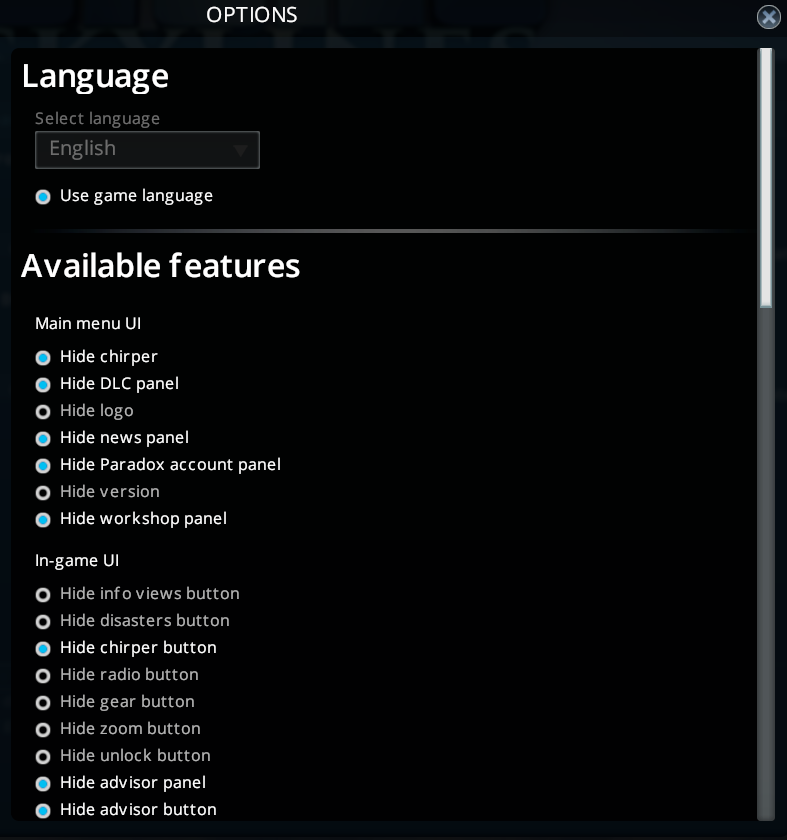 OPTIONS
Language
Select language
English
Use game language
Available features
Main menu UI
Hide chirper
Hide DLC panel
Hide logo
Hide news panel
Hide Paradox account panel
Hide version
Hide workshop panel
In-game UI
Hide info views button
Hide disasters button
Hide chirper button
Hide radio button
Hide gear button
Hide zoom button
Hide unlock button
Hide advisor panel
Hide advisor button